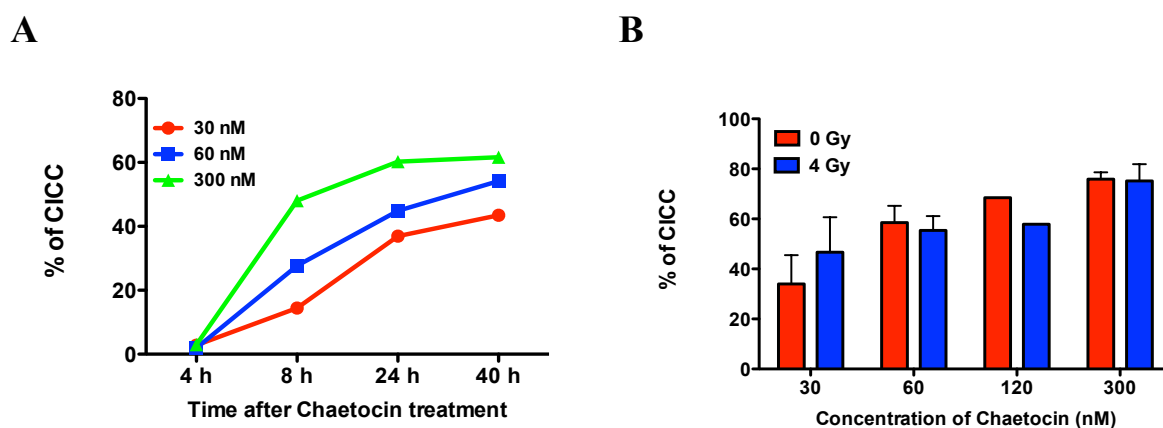 A
80
60
40
20
0
% of CICC
30 nM
60 nM
300 nM
4 h 8 h 24 h 40 h
Time after Chaetocin treatment
B
100
80
60
40
20
0
% of CICC
0 Gy
4 Gy
30 60 120 300
Concentration of Chaetocin (nM)